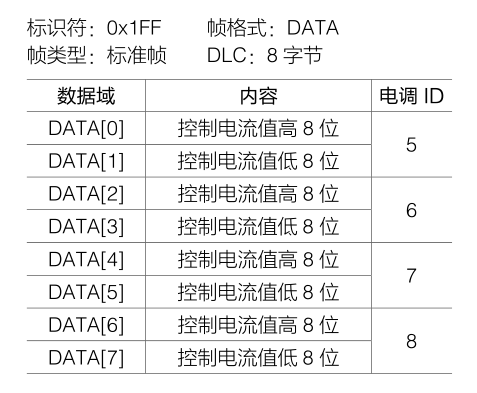 标识符：0x1FF 帧格式：DATA
帧类型：标准帧 DLC：8 字节
数据域 内容 电调 ID
DATA[0] 控制电流值高 8 位
5
DATA[1] 控制电流值低 8 位
DATA[2] 控制电流值高 8 位
6
DATA[3] 控制电流值低 8 位
DATA[4] 控制电流值高 8 位
7
DATA[5] 控制电流值低 8 位
DATA[6] 控制电流值高 8 位
8
DATA[7] 控制电流值低 8 位